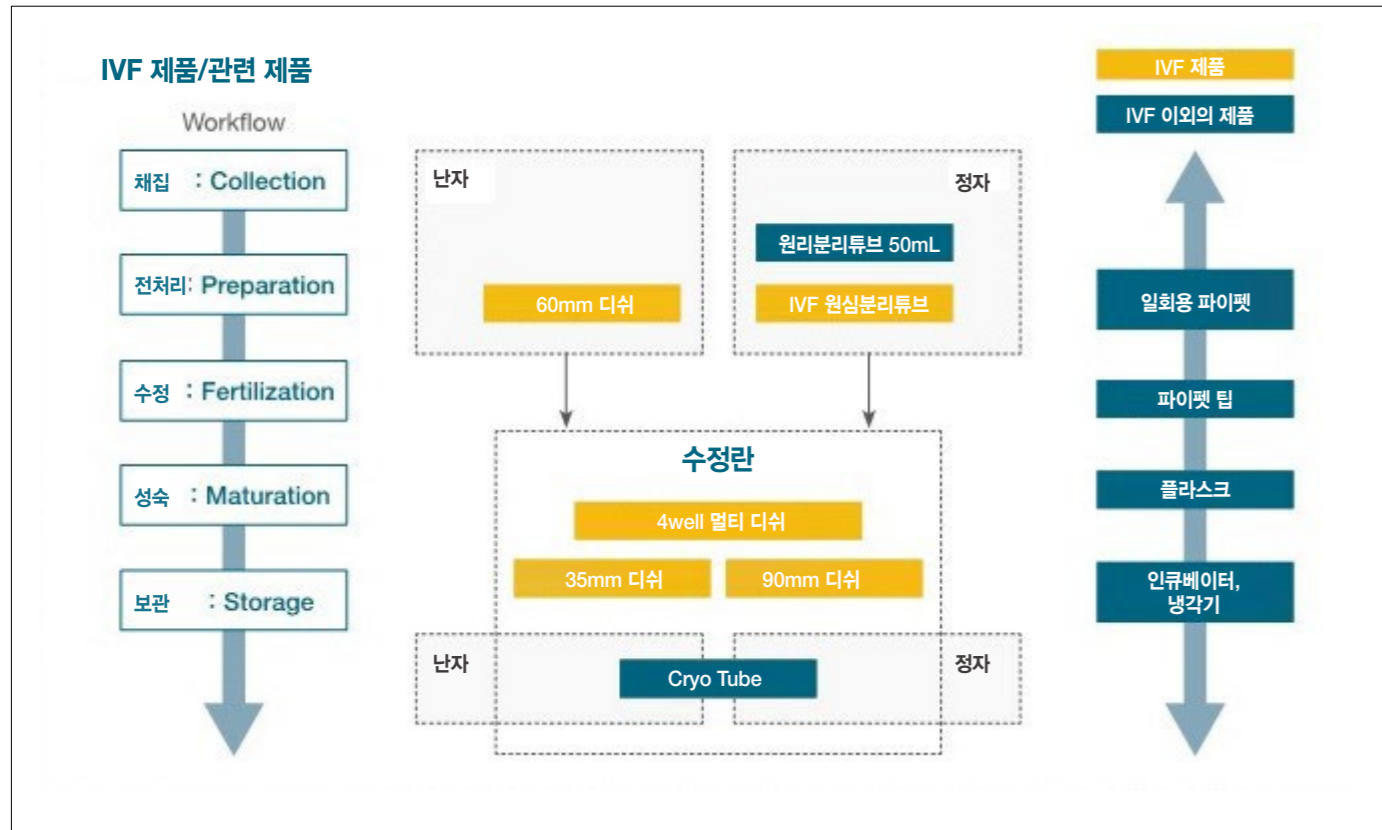 IVF 제품/관련 제품
Workflow
채집 : Collection
전처리: Preparation
수정 : Fertilization
성숙 : Maturation
보관 : Storage
난자
정자
원리분리튜브 50mL
60mm 디쉬
IVF 원심분리튜브
수정란
4well 멀티 디쉬
35mm 디쉬
90mm 디쉬
난자
Cryo Tube
정자
IVF 제품
IVF 이외의 제품
일회용 파이펫
파이펫 팁
플라스크
인큐베이터,
냉각기